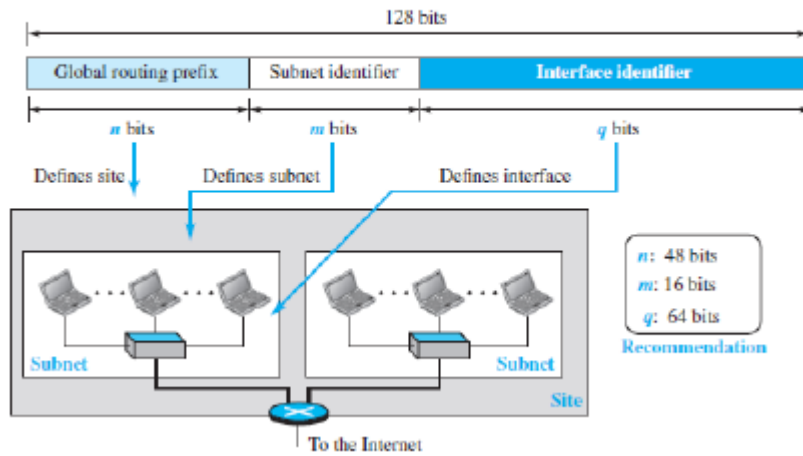 128 bits
Global routing prefix Subnet identifier Interface identifier
n bits m bits q bits
Defines site Defines subnet Defines interface
n: 48 bits
m: 16 bits
q: 64 bits
Recommendation
Subnet Subnet
Site
To the Internet